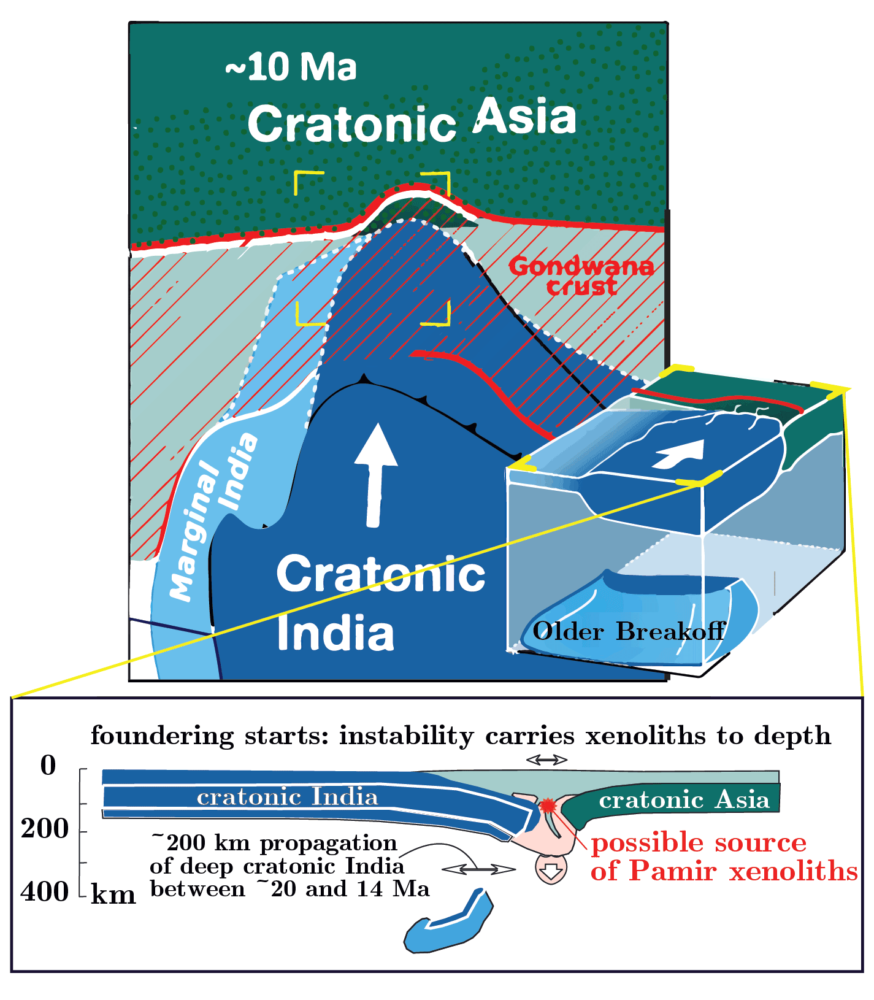 ~10 Ma
Cratonic Asia
Gondwana
crust
Marginal
India
Cratonic
India
Older Breakoff
foundering starts: instability carries xenoliths to depth
0
200
400 km
cratonic India
cratonic Asia
~200 km propagation
of deep cratonic India
between ~20 and 14 Ma
possible source
of Pamir xenoliths